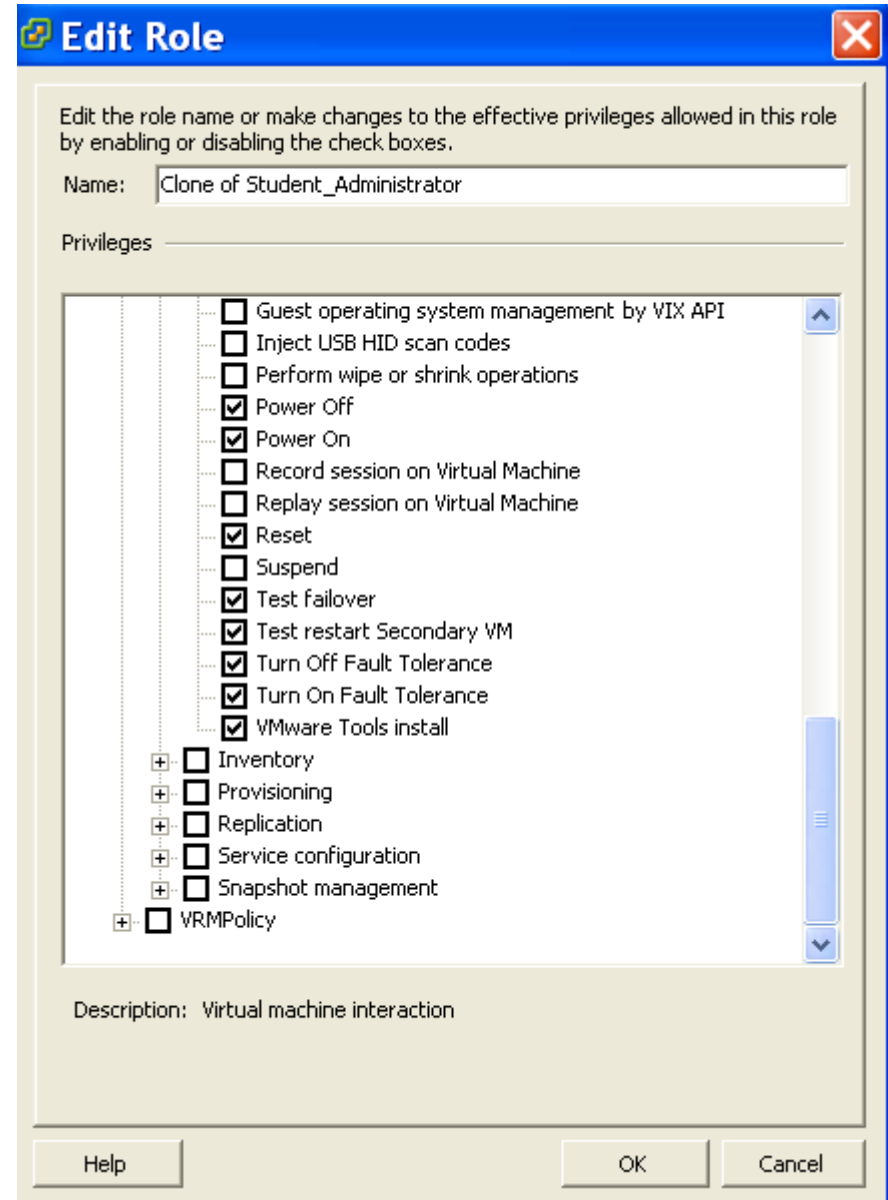 Edit Role
Edit the role name or make changes to the effective privileges allowed in this role
by enabling or disabling the check boxes.
Name: Clone of Student_Administrator
Privileges
Guest operating system management by VIX API
Inject USB HID scan codes
Perform wipe or shrink operations
Power Off
Power On
Record session on Virtual Machine
Replay session on Virtual Machine
Reset
Suspend
Test failover
Test restart Secondary VM
Turn Off Fault Tolerance
Turn On Fault Tolerance
VMware Tools install
Inventory
Provisioning
Replication
Service configuration
Snapshot management
VRMPolicy
Description: Virtual machine interaction
Help OK Cancel